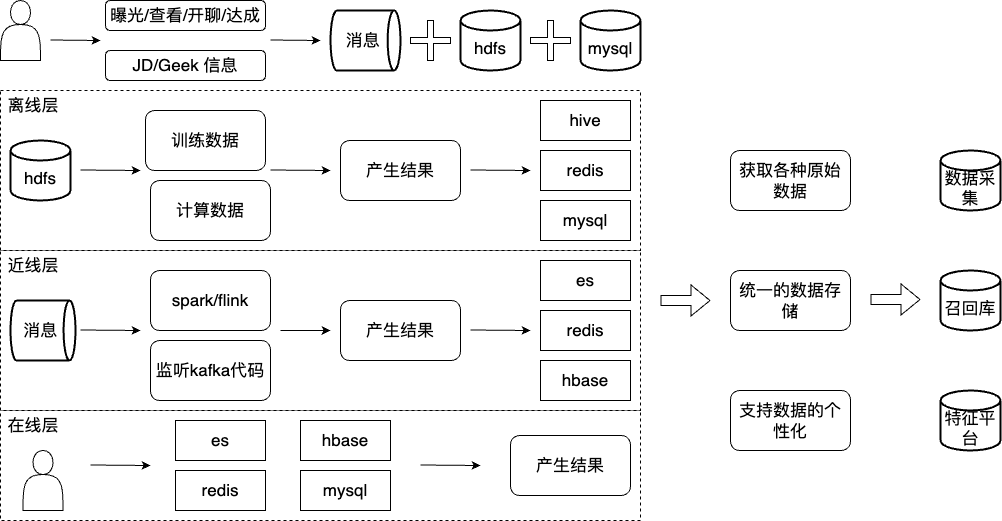 曝光/查看/开聊/达成
JD/Geek 信息
消息
hdfs
mysql
离线层
hdfs
训练数据
计算数据
产生结果
hive
redis
mysql
近线层
消息
spark/flink
监听kafka代码
产生结果
es
redis
hbase
在线层
es
hbase
redis
mysql
产生结果
获取各种原始
数据
数据采
集
统一的数据存
储
召回库
支持数据的个
性化
特征平
台